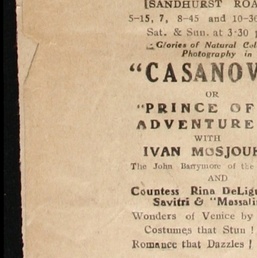 (SANDHURST ROA
5-15, 7, 8-45 and 10-30
Sat. & Sun. at 3.30 p
Glories of Natural Col
Photography in
"CASANOV
OR
"PRINCE OF
ADVENTURE
WITH
IVAN MOSJOUK
The John Barrymore of the
AND
Countess Rina DeLig
Savitri & "Massali
Wonders of Venice by
Costumes that Stun !
Romance that Dazzles !